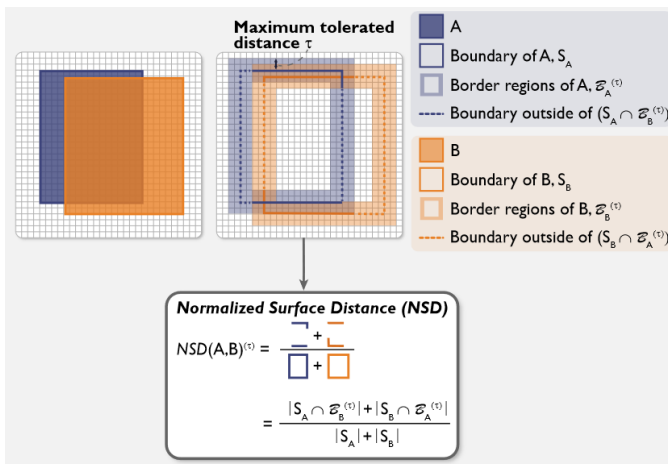 Maximum tolerated
distance τ
A
Boundary of A, S_A
Border regions of A, ℬ_A^(τ)
Boundary outside of (S_A ∩ ℬ_B^(τ))
B
Boundary of B, S_B
Border regions of B, ℬ_B^(τ)
Boundary outside of (S_B ∩ ℬ_A^(τ))
Normalized Surface Distance (NSD)
NSD(A,B)^(τ) = + / +
= |S_A ∩ ℬ_B^(τ)| + |S_B ∩ ℬ_A^(τ)|
|S_A| + |S_B|